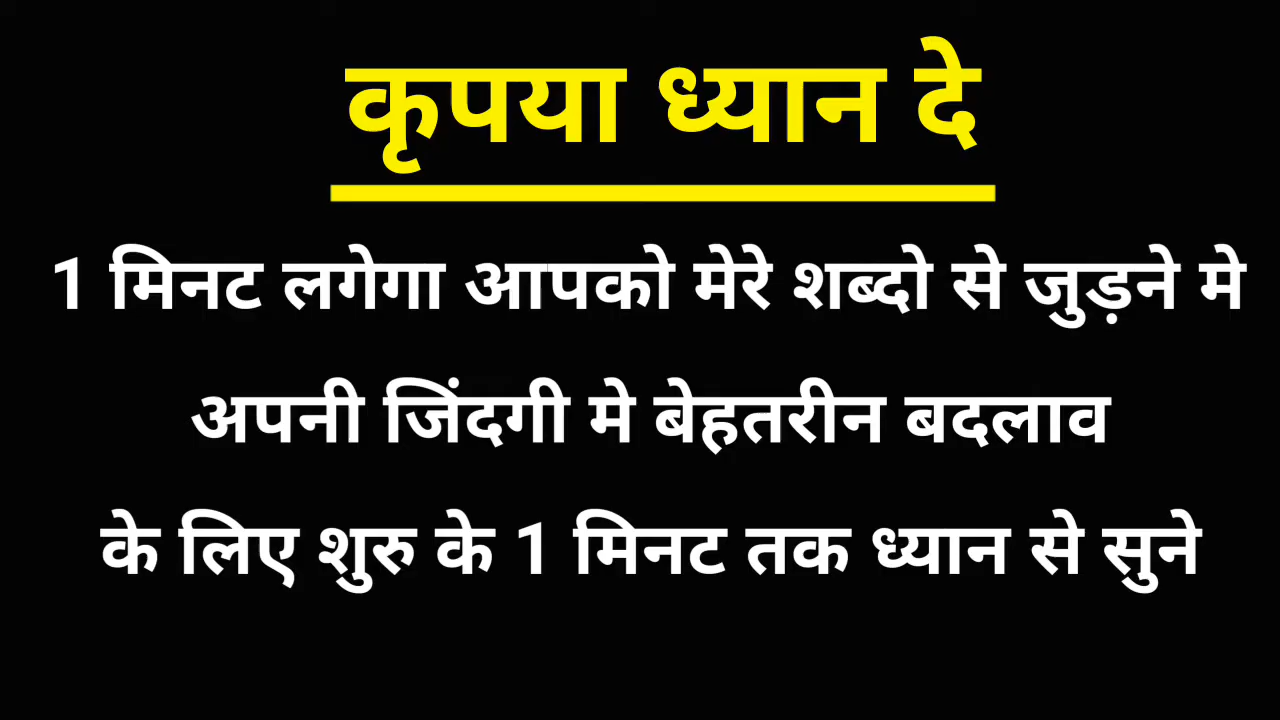 कृपया ध्यान दे
1 मिनट लगेगा आपको मेरे शब्दो से जुड़ने मे
अपनी जिंदगी मे बेहतरीन बदलाव
के लिए शुरु के 1 मिनट तक ध्यान से सुने